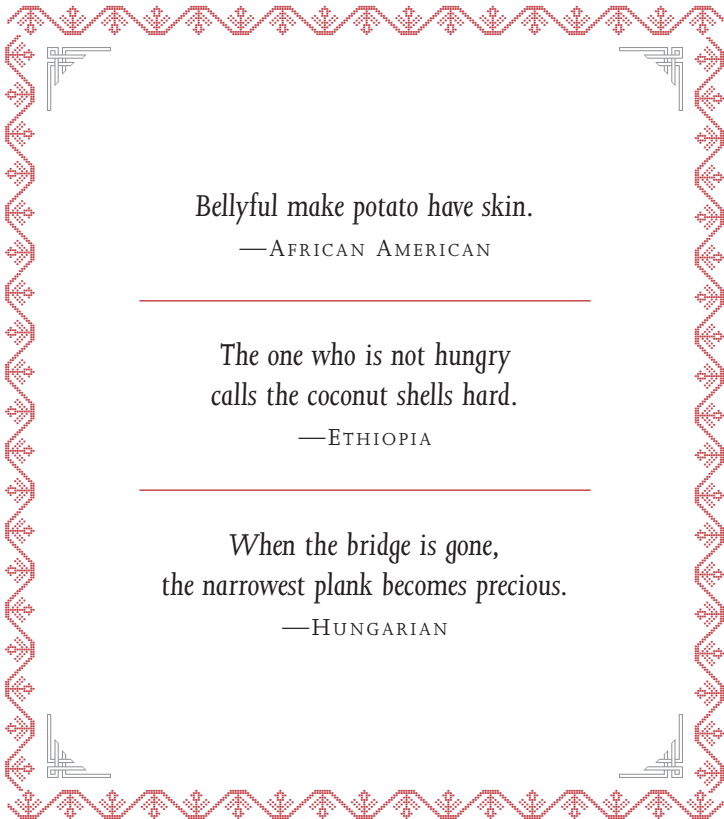 Bellyful make potato have skin.
—African American
The one who is not hungry
calls the coconut shells hard.
—Ethiopia
When the bridge is gone,
the narrowest plank becomes precious.
—Hungarian